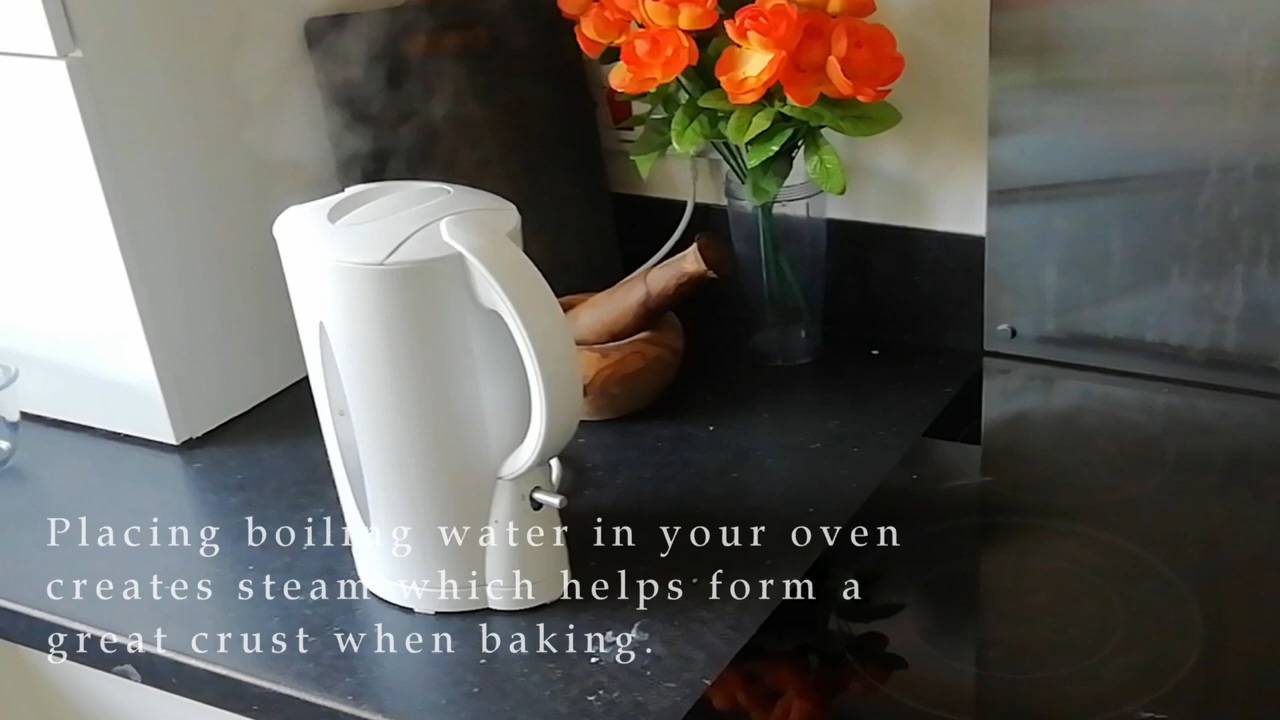 Placing boiling water in your oven
creates steam which helps form a
great crust when baking.